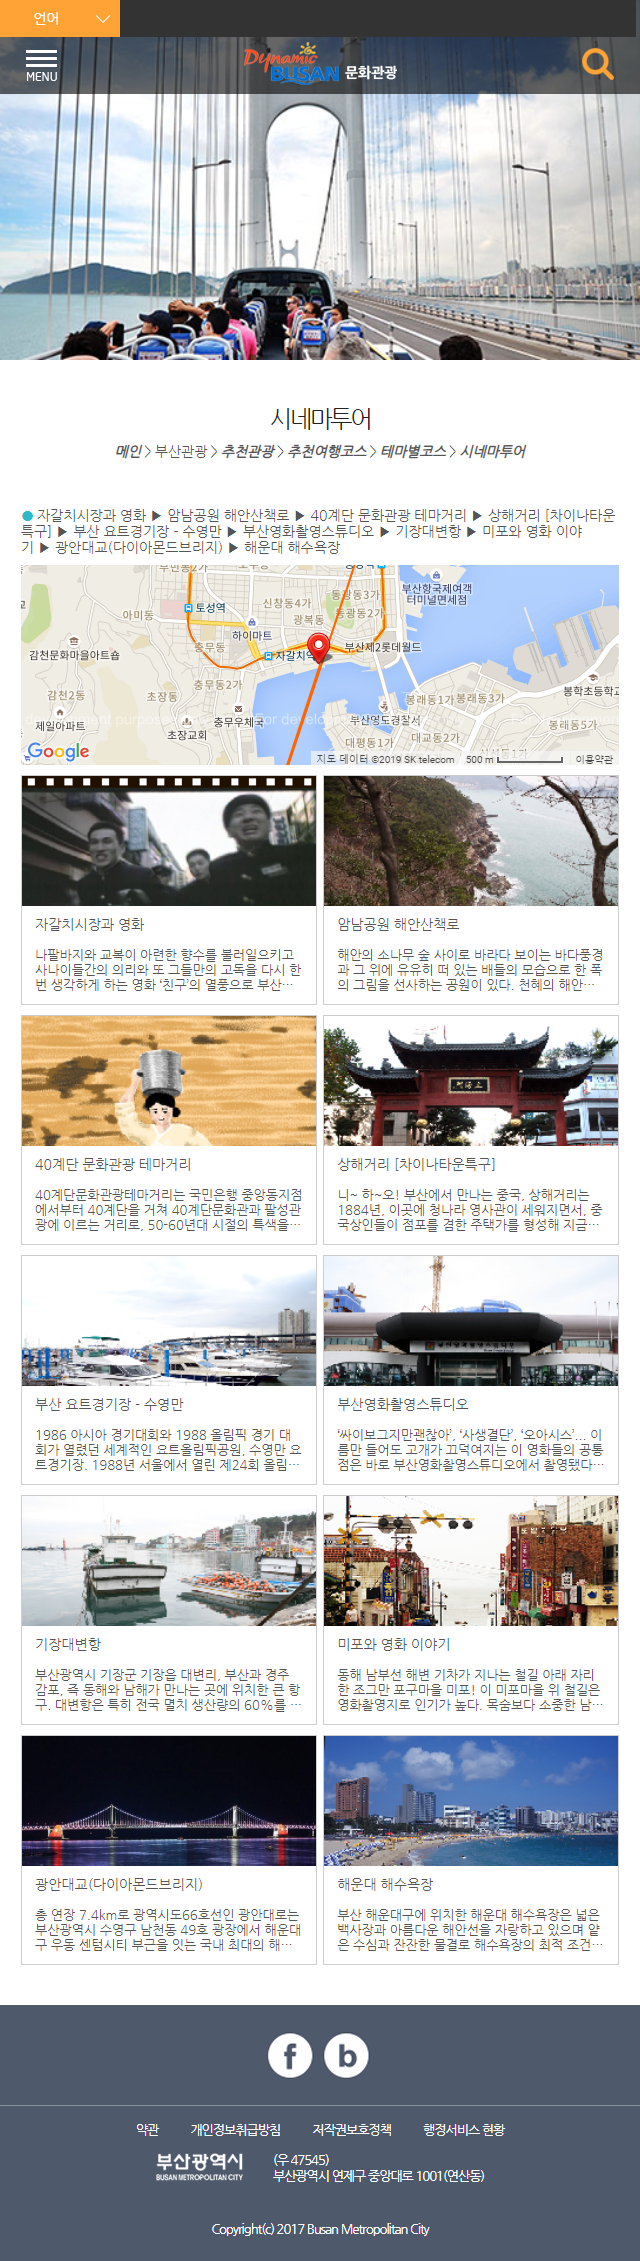 언어
MENU
Dynamic BUSAN 문화관광
시네마투어
메인 > 부산관광 > 추천관광 > 추천여행코스 > 테마별코스 > 시네마투어
● 자갈치시장과 영화 ▶ 암남공원 해안산책로 ▶ 40계단 문화관광 테마거리 ▶ 상해거리 [차이나타운
특구] ▶ 부산 요트경기장 - 수영만 ▶ 부산영화촬영스튜디오 ▶ 기장대변항 ▶ 미포와 영화 이야
기 ▶ 광안대교(다이아몬드브리지) ▶ 해운대 해수욕장
부민동2가
아미동
토성역
신창동4가
광복동
동광동3가
동광동2가
부산항국제여객
터미널면세점
하이마트
충무동
자갈치역
부산제2롯데월드
감천문화마을아트숍
감천2동
초장동
충무동2가
봉래동1가
봉래동3가
봉학초등학교
제일아파트
충무동우체국
부산영도경찰서
봉래동5가
초장교회
대평동1가
대교동2가
Google
지도 데이터 ©2019 SK telecom
500 m
이용약관
자갈치시장과 영화
나팔바지와 교복이 아련한 향수를 불러일으키고
사나이들간의 의리와 또 그들만의 고독을 다시 한
번 생각하게 하는 영화 ‘친구’의 열풍으로 부산…
암남공원 해안산책로
해안의 소나무 숲 사이로 바라다 보이는 바다풍경
과 그 위에 유유히 떠 있는 배들의 모습으로 한 폭
의 그림을 선사하는 공원이 있다. 천혜의 해안…
40계단 문화관광 테마거리
40계단문화관광테마거리는 국민은행 중앙동지점
에서부터 40계단을 거쳐 40계단문화관과 팔성관
광에 이르는 거리로, 50-60년대 시절의 특색을…
상해거리 [차이나타운특구]
니~ 하~오! 부산에서 만나는 중국, 상해거리는
1884년, 이곳에 청나라 영사관이 세워지면서, 중
국상인들이 점포를 겸한 주택가를 형성해 지금…
부산 요트경기장 - 수영만
1986 아시아 경기대회와 1988 올림픽 경기 대
회가 열렸던 세계적인 요트올림픽공원, 수영만 요
트경기장. 1988년 서울에서 열린 제24회 올림…
부산영화촬영스튜디오
‘싸이보그지만괜찮아’, ‘사생결단’, ‘오아시스’... 이
름만 들어도 고개가 끄덕여지는 이 영화들의 공통
점은 바로 부산영화촬영스튜디오에서 촬영됐다…
기장대변항
부산광역시 기장군 기장읍 대변리, 부산과 경주
감포, 즉 동해와 남해가 만나는 곳에 위치한 큰 항
구. 대변항은 특히 전국 멸치 생산량의 60%를 …
미포와 영화 이야기
동해 남부선 해변 기차가 지나는 철길 아래 자리
한 조그만 포구마을 미포! 이 미포마을 위 철길은
영화촬영지로 인기가 높다. 목숨보다 소중한 남…
광안대교(다이아몬드브리지)
총 연장 7.4km로 광역시도66호선인 광안대로는
부산광역시 수영구 남천동 49호 광장에서 해운대
구 우동 센텀시티 부근을 잇는 국내 최대의 해…
해운대 해수욕장
부산 해운대구에 위치한 해운대 해수욕장은 넓은
백사장과 아름다운 해안선을 자랑하고 있으며 얕
은 수심과 잔잔한 물결로 해수욕장의 최적 조건…
f b
약관 개인정보취급방침 저작권보호정책 행정서비스 현황
부산광역시
BUSAN METROPOLITAN CITY
(우 47545)
부산광역시 연제구 중앙대로 1001(연산동)
Copyright(c) 2017 Busan Metropolitan City